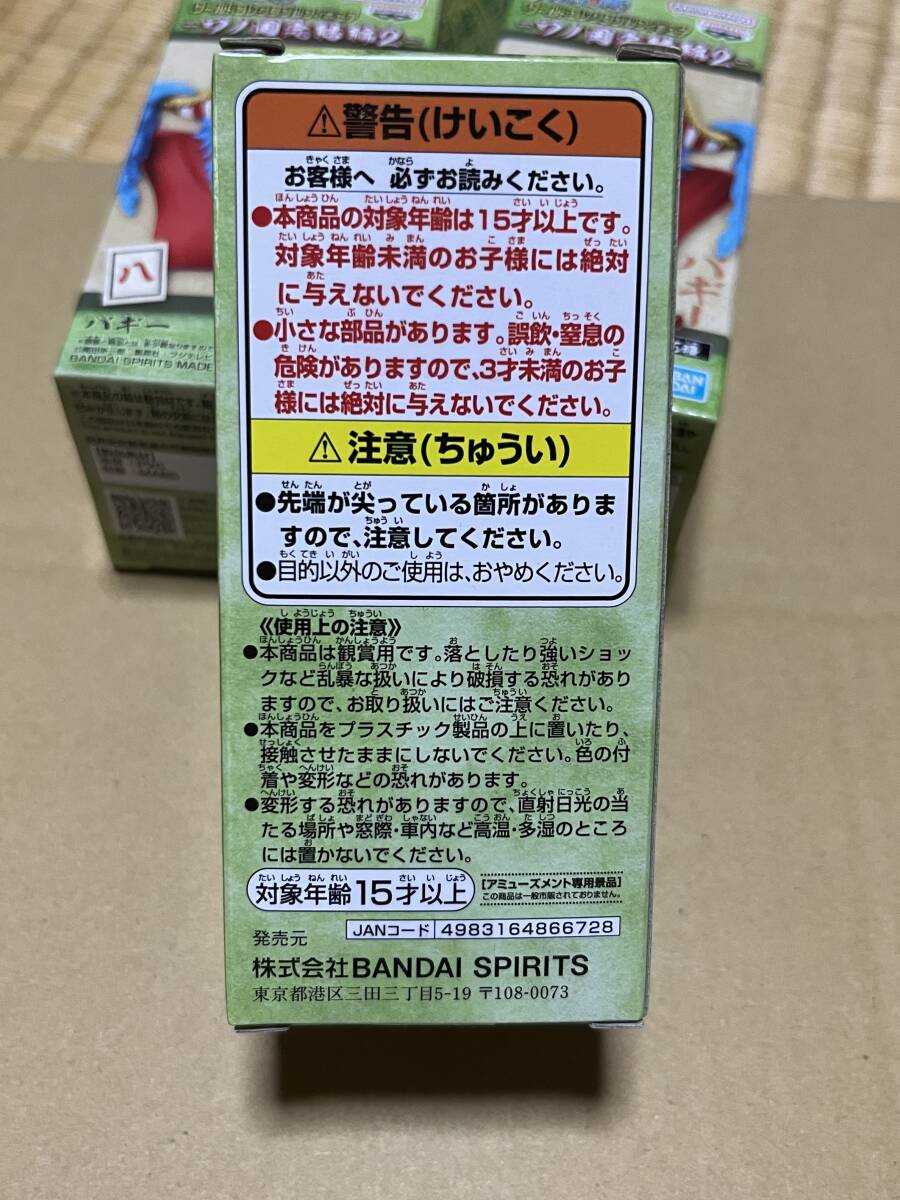 ーワノ国完結編2ー
ーワノ国完結編2ー
八
バギー
BANDAI SPIRITS MADE
バギー
BAN
DAI
⚠警告(けいこく)
お客様へ 必ずお読みください。
●本商品の対象年齢は15才以上です。
対象年齢未満のお子様には絶対
に与えないでください。
●小さな部品があります。誤飲・窒息の
危険がありますので、3才未満のお子
様には絶対に与えないでください。
⚠注意(ちゅうい)
●先端が尖っている箇所がありま
すので、注意してください。
●目的以外のご使用は、おやめください。
《使用上の注意》
●本商品は観賞用です。落としたり強いショッ
クなど乱暴な扱いにより破損する恐れがあり
ますので、お取り扱いにはご注意ください。
●本商品をプラスチック製品の上に置いたり、
接触させたままにしないでください。色の付
着や変形などの恐れがあります。
●変形する恐れがありますので、直射日光の当
たる場所や窓際・車内など高温・多湿のところ
には置かないでください。
対象年齢15才以上
[アミューズメント専用景品]
この商品は一般市販されておりません。
JANコード 4983164866728
発売元
株式会社BANDAI SPIRITS
東京都港区三田三丁目5-19 〒108-0073